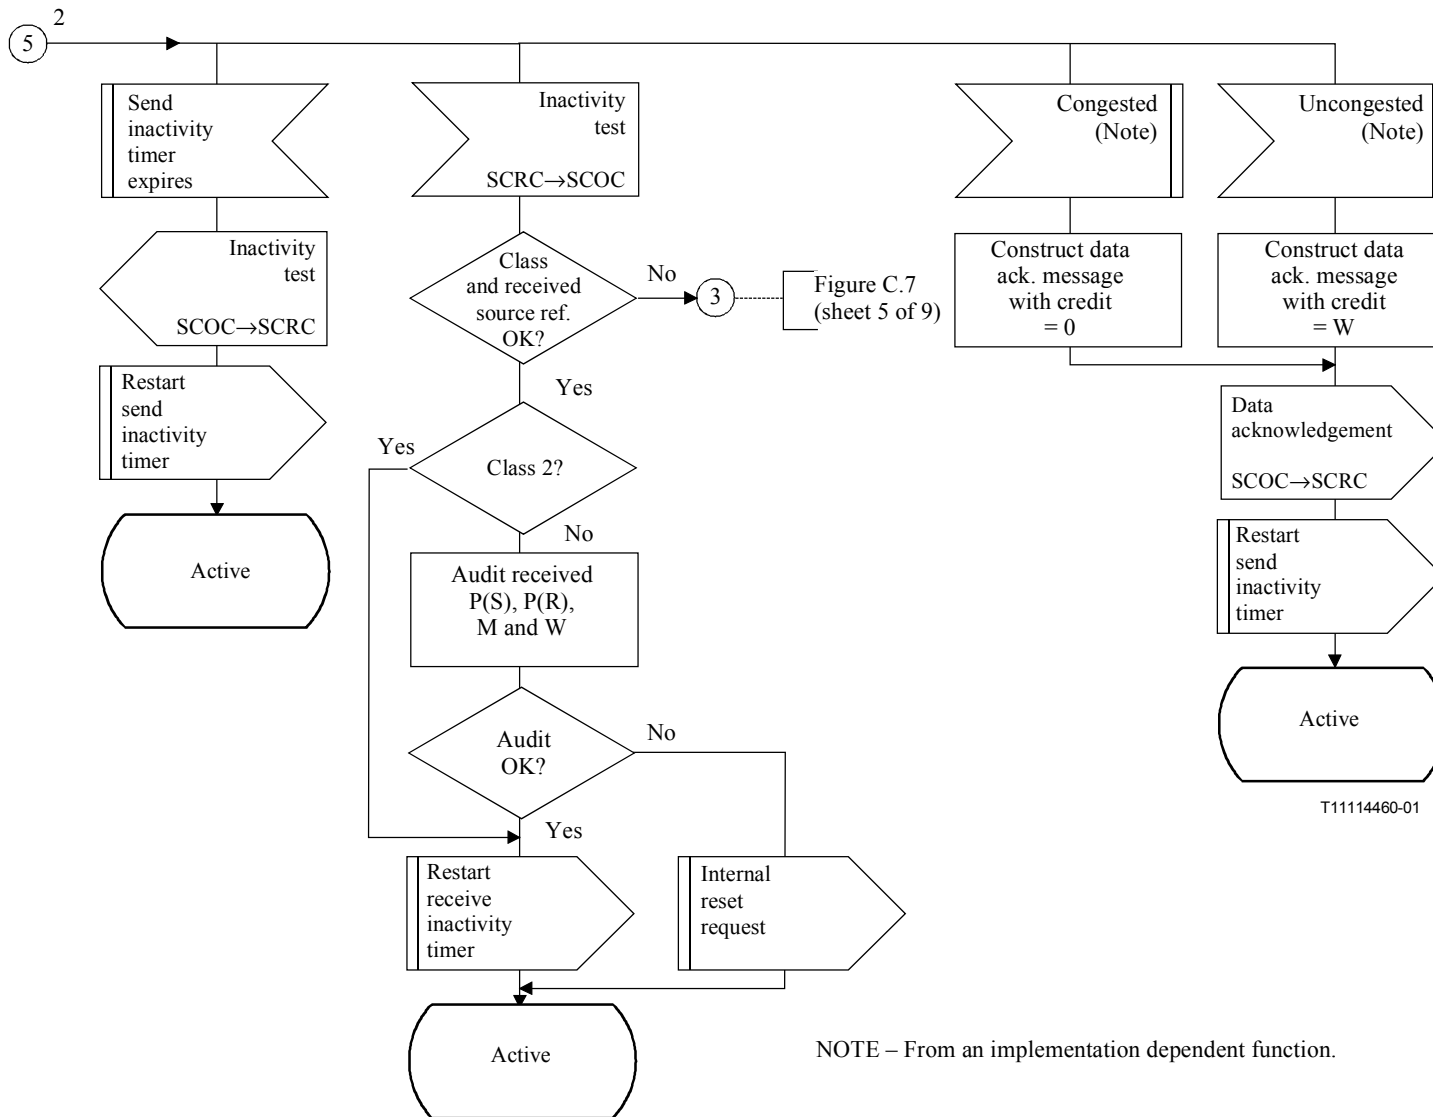 2
5
Send
inactivity
timer
expires
Inactivity
test
SCRC→SCOC
Congested
(Note)
Uncongested
(Note)
Inactivity
test
SCOC→SCRC
Class
and received
source ref.
OK?
No
3
Figure C.7
(sheet 5 of 9)
Construct data
ack. message
with credit
= 0
Construct data
ack. message
with credit
= W
Restart
send
inactivity
timer
Yes
Yes
Class 2?
No
Data
acknowledgement
SCOC→SCRC
Active
Audit received
P(S), P(R),
M and W
Restart
send
inactivity
timer
Audit
OK?
No
Yes
Active
T11114460-01
Restart
receive
inactivity
timer
Internal
reset
request
Active
NOTE – From an implementation dependent function.